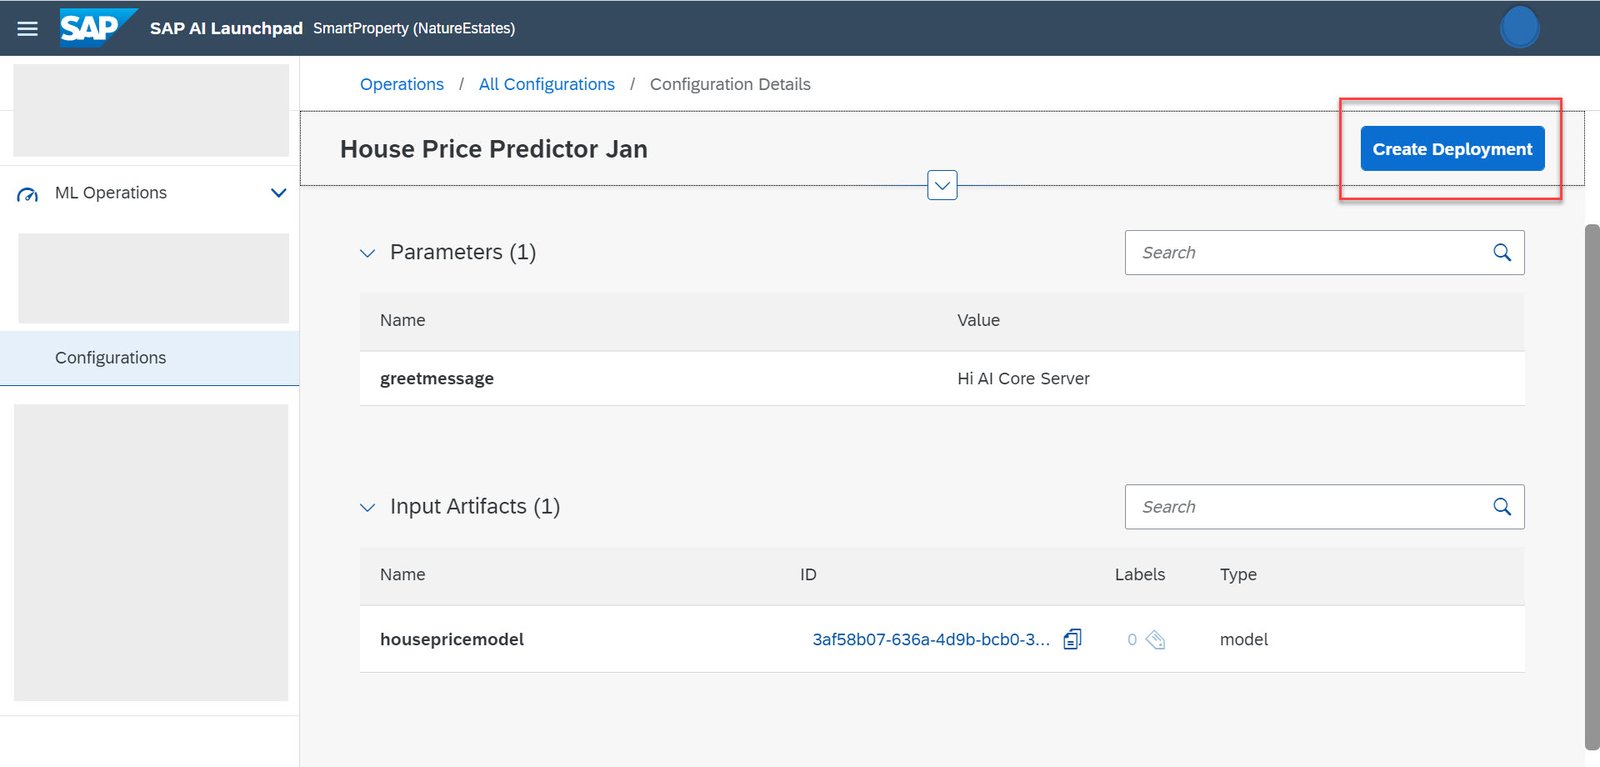 SAP SAP AI Launchpad SmartProperty (NatureEstates)
Operations / All Configurations / Configuration Details
House Price Predictor Jan
Create Deployment
ML Operations
Configurations
Parameters (1)
Search
Name Value
greetmessage Hi AI Core Server
Input Artifacts (1)
Search
Name ID Labels Type
housepricemodel 3af58b07-636a-4d9b-bcb0-3... 0 model